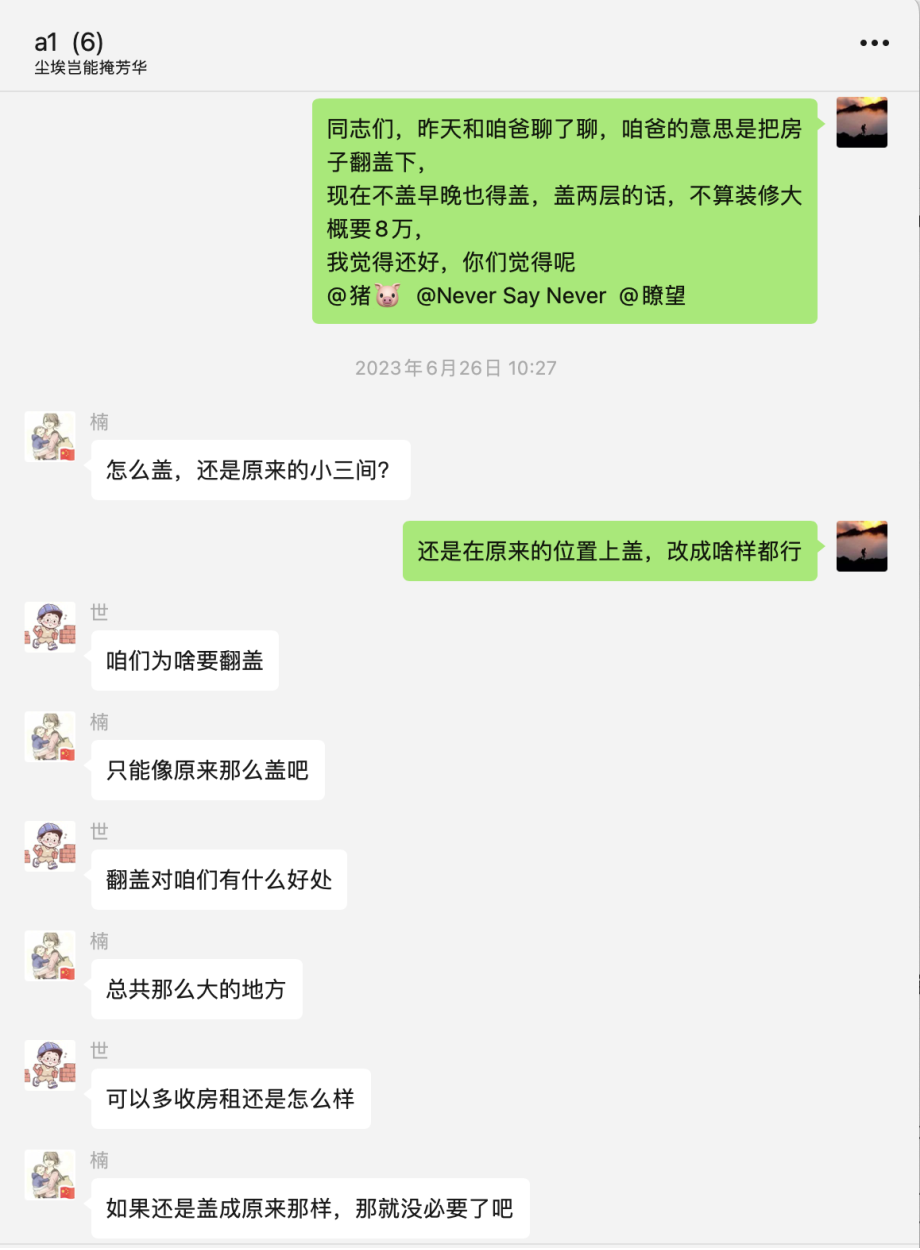 a1（6）
尘埃岂能掩芳华
同志们，昨天和咱爸聊了聊，咱爸的意思是把房
子翻盖下，
现在不盖早晚也得盖，盖两层的话，不算装修大
概要8万，
我觉得还好，你们觉得呢
@猪🐷 @Never Say Never @瞭望
2023年6月26日 10:27
楠
怎么盖，还是原来的小三间？
还是在原来的位置上盖，改成啥样都行
世
咱们为啥要翻盖
楠
只能像原来那么盖吧
世
翻盖对咱们有什么好处
楠
总共那么大的地方
世
可以多收房租还是怎么样
楠
如果还是盖成原来那样，那就没必要了吧